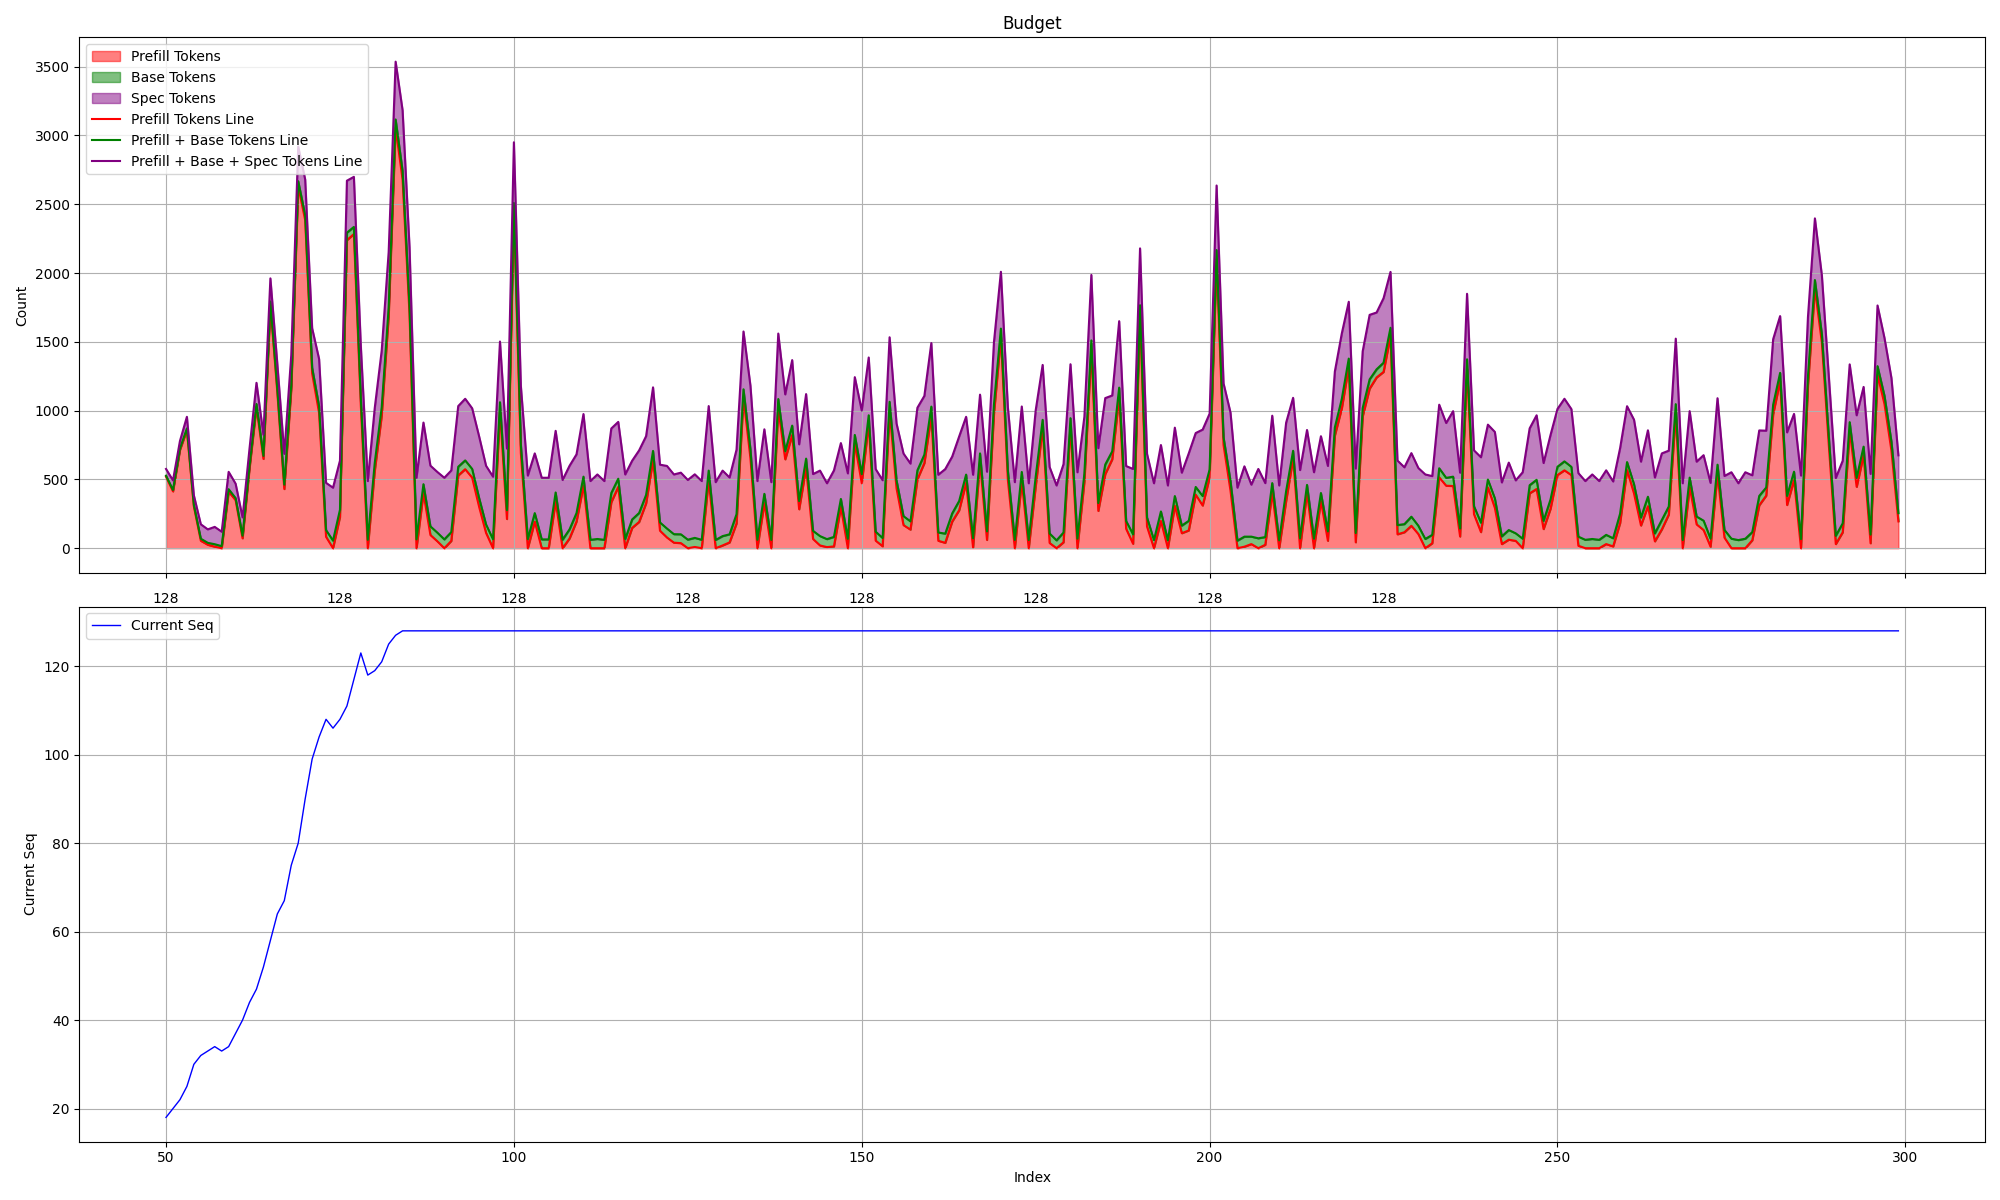 Budget
Prefill Tokens
Base Tokens
Spec Tokens
Prefill Tokens Line
Prefill + Base Tokens Line
Prefill + Base + Spec Tokens Line
3500
3000
2500
2000
1500
1000
500
0
Count
128 128 128 128 128 128 128 128
Current Seq
120
100
80
60
40
20
Current Seq
50 100 150 200 250 300
Index